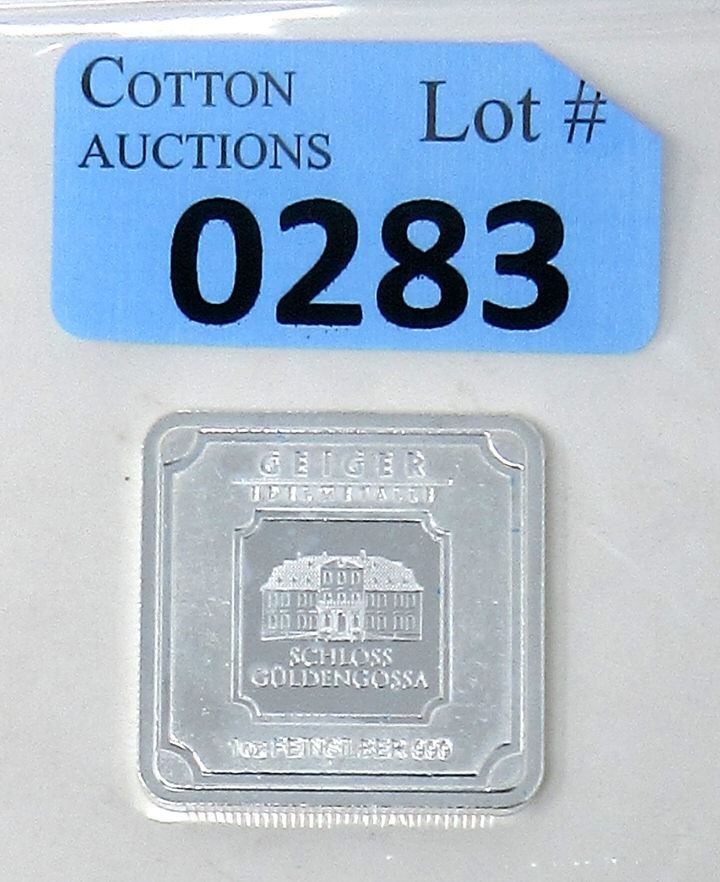 COTTON
AUCTIONS
Lot #
0283
GEIGER
EDELMETALLE
SCHLOSS
GÜLDENGOSSA
1oz FEINSILBER 999